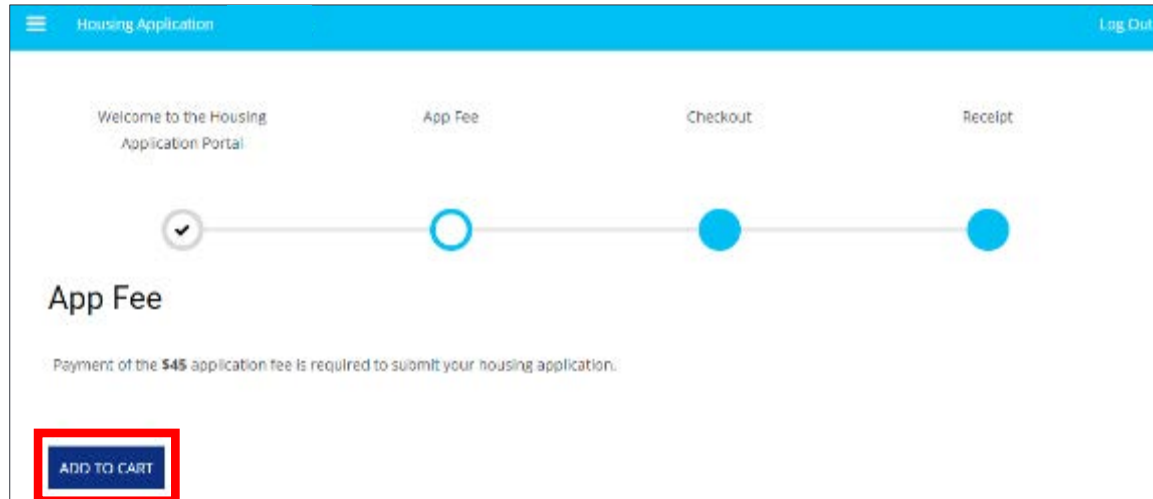 Housing Application
Log Out
Welcome to the Housing
Application Portal
App Fee
Checkout
Receipt
App Fee
Payment of the $45 application fee is required to submit your housing application.
ADD TO CART